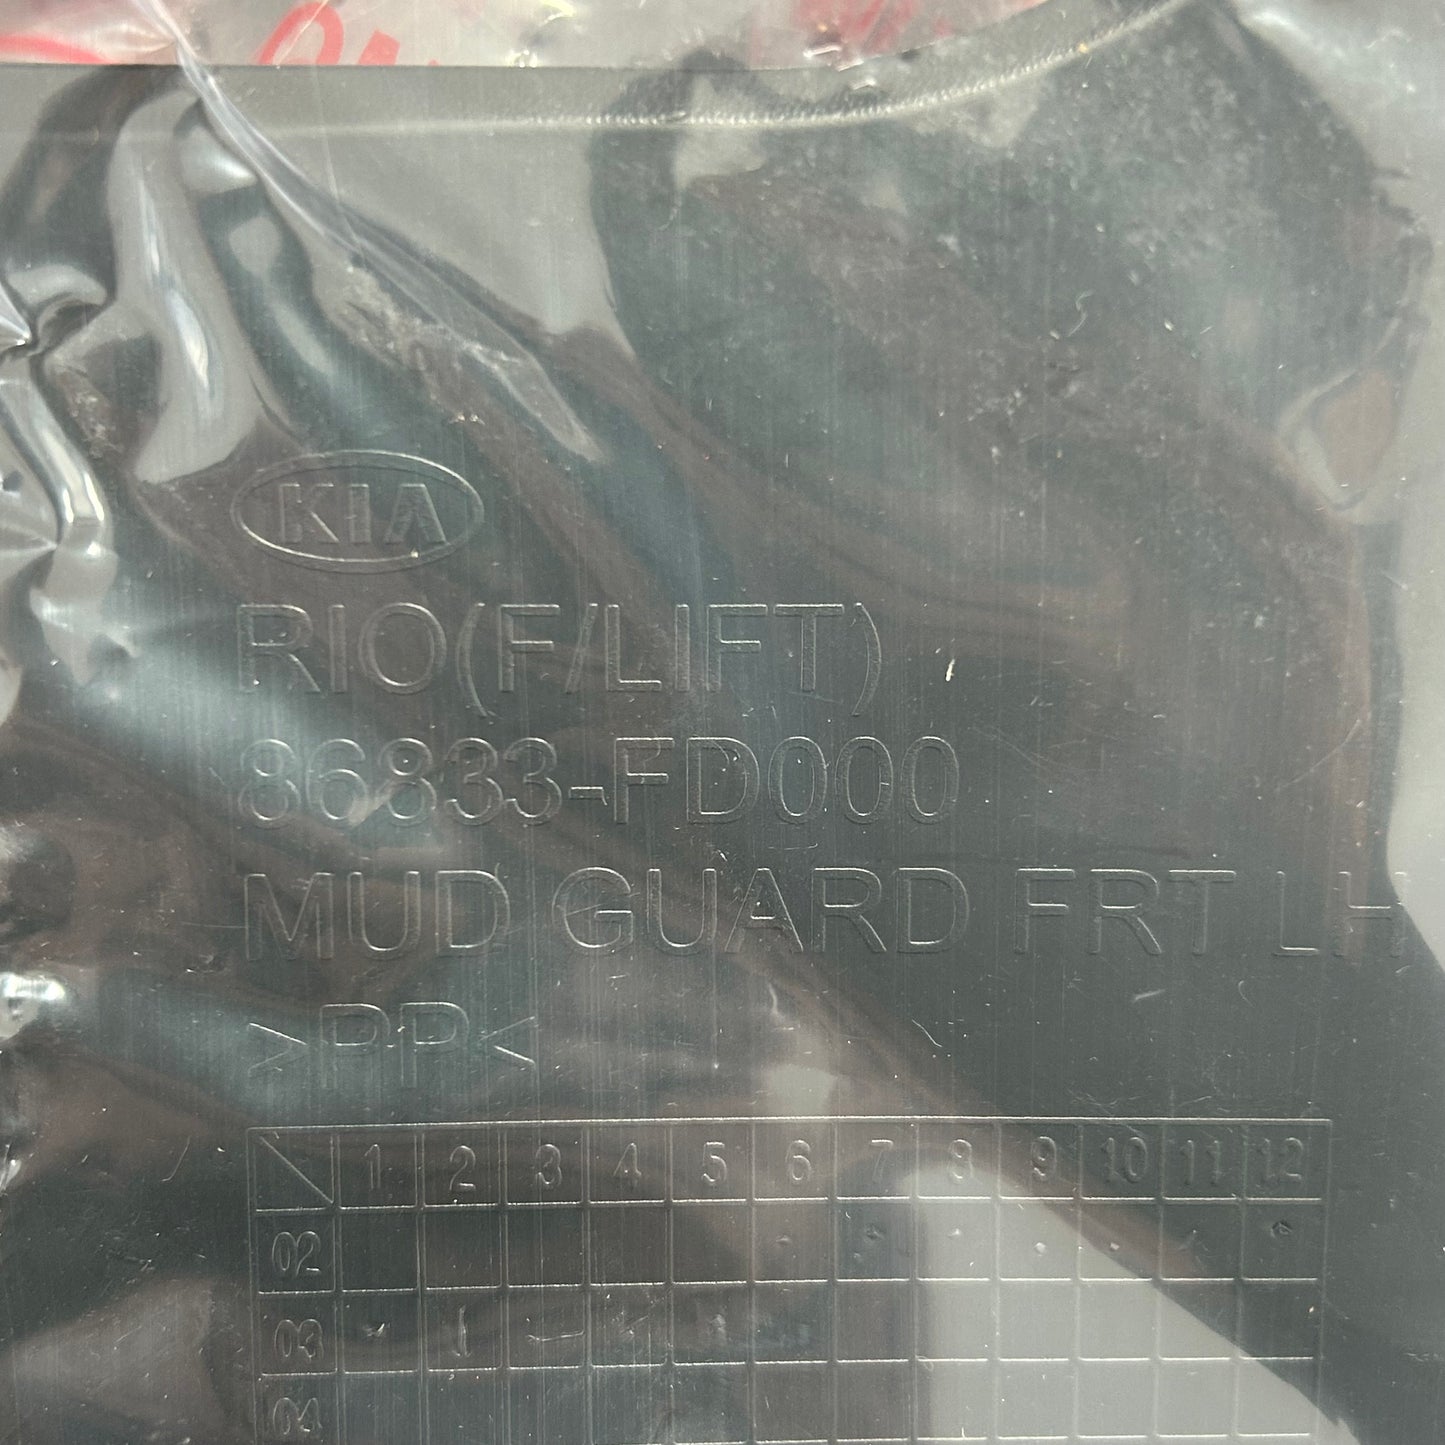 KIA
RIO(F/LIFT)
86833-FD000
MUD GUARD FRT LH
>PP<
1 2 3 4 5 6 7 8 9 10 11 12
02
03
04